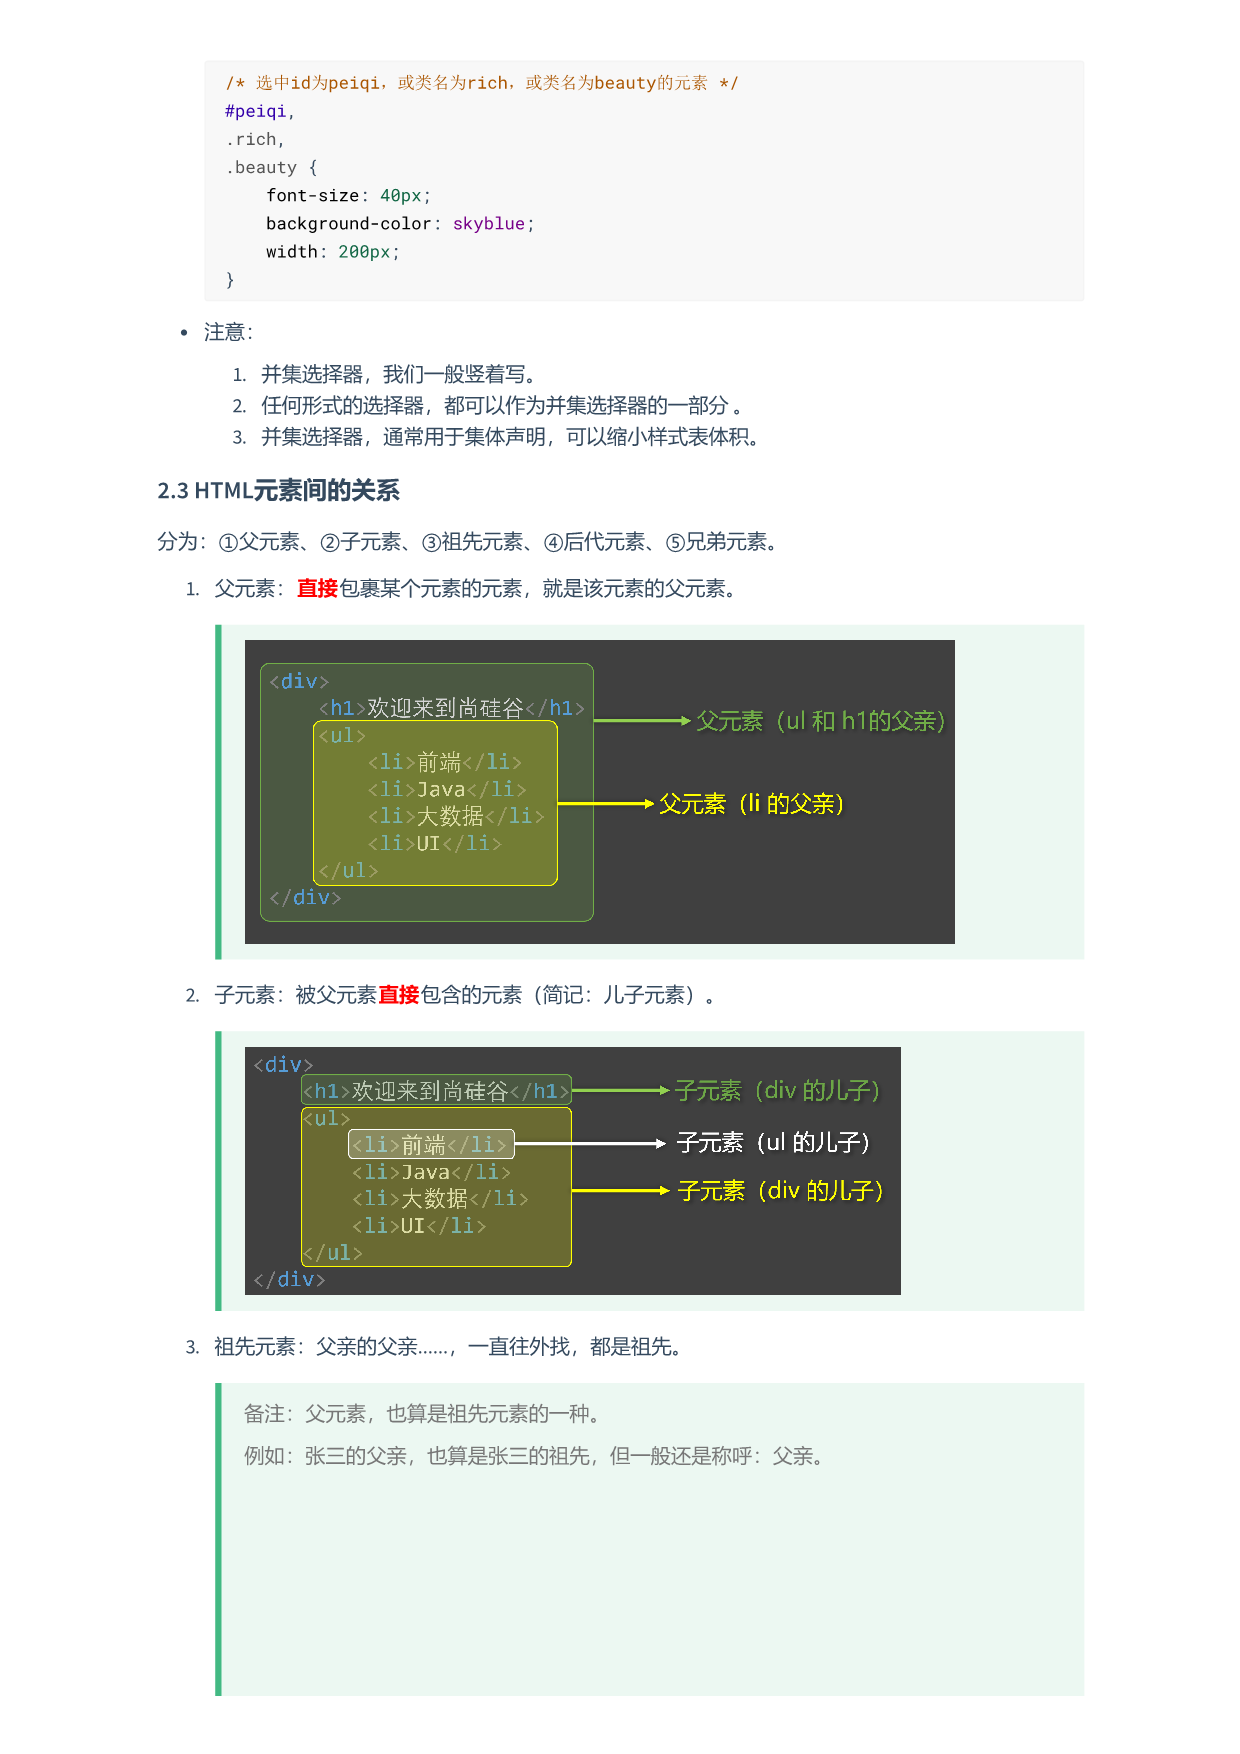 /* 选中id为peiqi，或类名为rich，或类名为beauty的元素 */
#peiqi,
.rich,
.beauty {
    font-size: 40px;
    background-color: skyblue;
    width: 200px;
}
• 注意：
1. 并集选择器，我们一般竖着写。
2. 任何形式的选择器，都可以作为并集选择器的一部分 。
3. 并集选择器，通常用于集体声明，可以缩小样式表体积。
2.3 HTML元素间的关系
分为：①父元素、②子元素、③祖先元素、④后代元素、⑤兄弟元素。
1. 父元素：直接包裹某个元素的元素，就是该元素的父元素。
<div>
    <h1>欢迎来到尚硅谷</h1>
    <ul>
        <li>前端</li>
        <li>Java</li>
        <li>大数据</li>
        <li>UI</li>
    </ul>
</div>
父元素（ul 和 h1的父亲）
父元素（li 的父亲）
2. 子元素：被父元素直接包含的元素（简记：儿子元素）。
<div>
    <h1>欢迎来到尚硅谷</h1>
    <ul>
        <li>前端</li>
        <li>Java</li>
        <li>大数据</li>
        <li>UI</li>
    </ul>
</div>
子元素（div 的儿子）
子元素（ul 的儿子）
子元素（div 的儿子）
3. 祖先元素：父亲的父亲......，一直往外找，都是祖先。
备注：父元素，也算是祖先元素的一种。
例如：张三的父亲，也算是张三的祖先，但一般还是称呼：父亲。